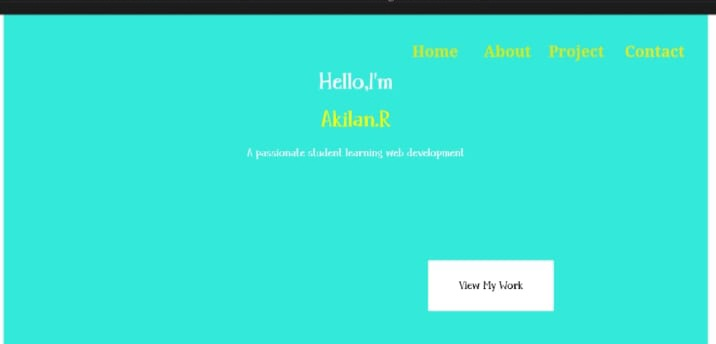 Home About Project Contact
Hello,I'm
Akilan.R
A passionate student learning web development
View My Work